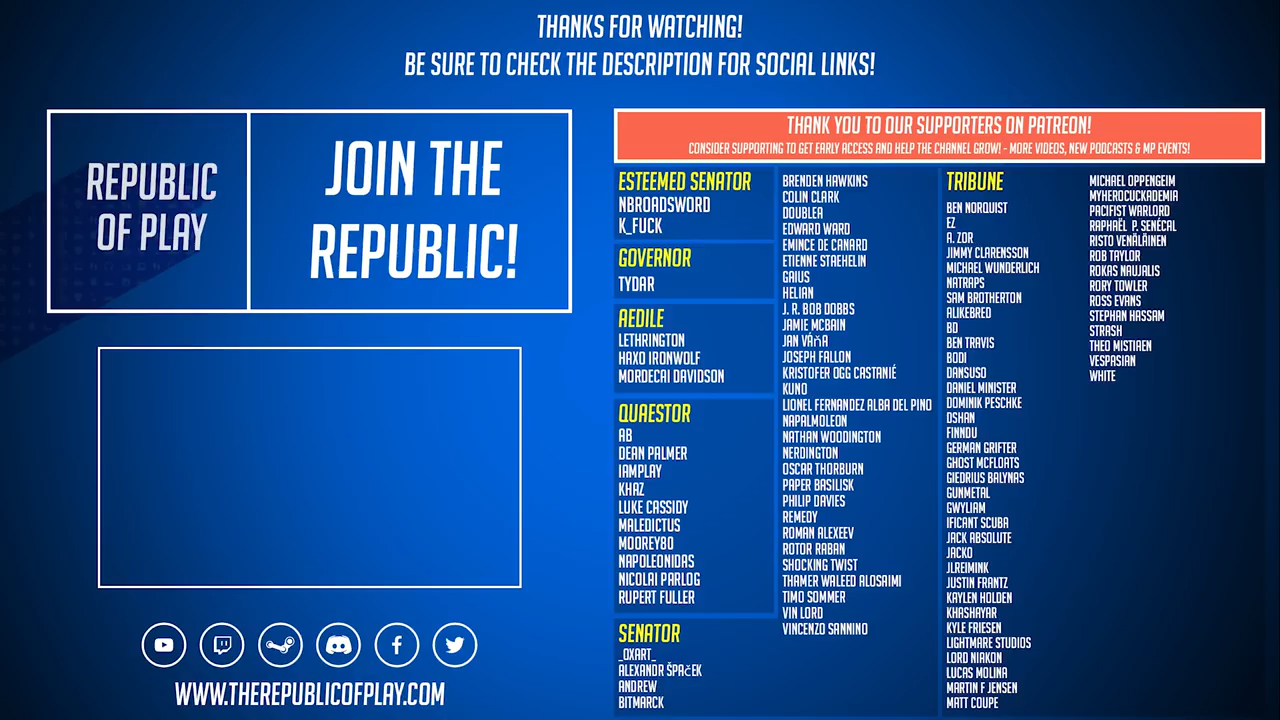 THANKS FOR WATCHING!
BE SURE TO CHECK THE DESCRIPTION FOR SOCIAL LINKS!
REPUBLIC
OF PLAY
JOIN THE
REPUBLIC!
WWW.THEREPUBLICOFPLAY.COM
THANK YOU TO OUR SUPPORTERS ON PATREON!
CONSIDER SUPPORTING TO GET EARLY ACCESS AND HELP THE CHANNEL GROW! - MORE VIDEOS, NEW PODCASTS & MP EVENTS!
ESTEEMED SENATOR
NBROADSWORD
K_FUCK
GOVERNOR
TYDAR
AEDILE
LETHRINGTON
HAXO IRONWOLF
MORDECAI DAVIDSON
QUAESTOR
AB
DEAN PALMER
IAMPLAY
KHAZ
LUKE CASSIDY
MALEDICTUS
MOOREY80
NAPOLEONIDAS
NICOLAI PARLOG
RUPERT FULLER
SENATOR
_OXART_
ALEXANDR ŠPAčEK
ANDREW
BITMARCK
BRENDEN HAWKINS
COLIN CLARK
DOUBLEA
EDWARD WARD
EMINCE DE CANARD
ETIENNE STAEHELIN
GAIUS
HELIAN
J. R. BOB DOBBS
JAMIE MCBAIN
JAN VÁňA
JOSEPH FALLON
KRISTOFER OGG CASTANIÉ
KUNO
LIONEL FERNANDEZ ALBA DEL PINO
NAPALMOLEON
NATHAN WOODINGTON
NERDINGTON
OSCAR THORBURN
PAPER BASILISK
PHILIP DAVIES
REMEDY
ROMAN ALEXEEV
ROTOR RABAN
SHOCKING TWIST
THAMER WALEED ALOSAIMI
TIMO SOMMER
VIN LORD
VINCENZO SANNINO
TRIBUNE
BEN NORQUIST
EZ
A. ZOR
JIMMY CLARENSSON
MICHAEL WUNDERLICH
NATRAPS
SAM BROTHERTON
ALIKEBRED
BD
BEN TRAVIS
BODI
DANSUSO
DANIEL MINISTER
DOMINIK PESCHKE
DSHAN
FINNDU
GERMAN GRIFTER
GHOST MCFLOATS
GIEDRIUS BALYNAS
GUNMETAL
GWYLIAM
IFICANT SCUBA
JACK ABSOLUTE
JACKO
JLREIMINK
JUSTIN FRANTZ
KAYLEN HOLDEN
KHASHAYAR
KYLE FRIESEN
LIGHTMARE STUDIOS
LORD NIAKON
LUCAS MOLINA
MARTIN F JENSEN
MATT COUPE
MICHAEL OPPENGEIM
MYHEROCUCKADEMIA
PACIFIST WARLORD
RAPHAËL P. SENÉCAL
RISTO VENÄLÄINEN
ROB TAYLOR
ROKAS NAUJALIS
RORY TOWLER
ROSS EVANS
STEPHAN HASSAM
STRASH
THEO MISTIAEN
VESPASIAN
WHITE